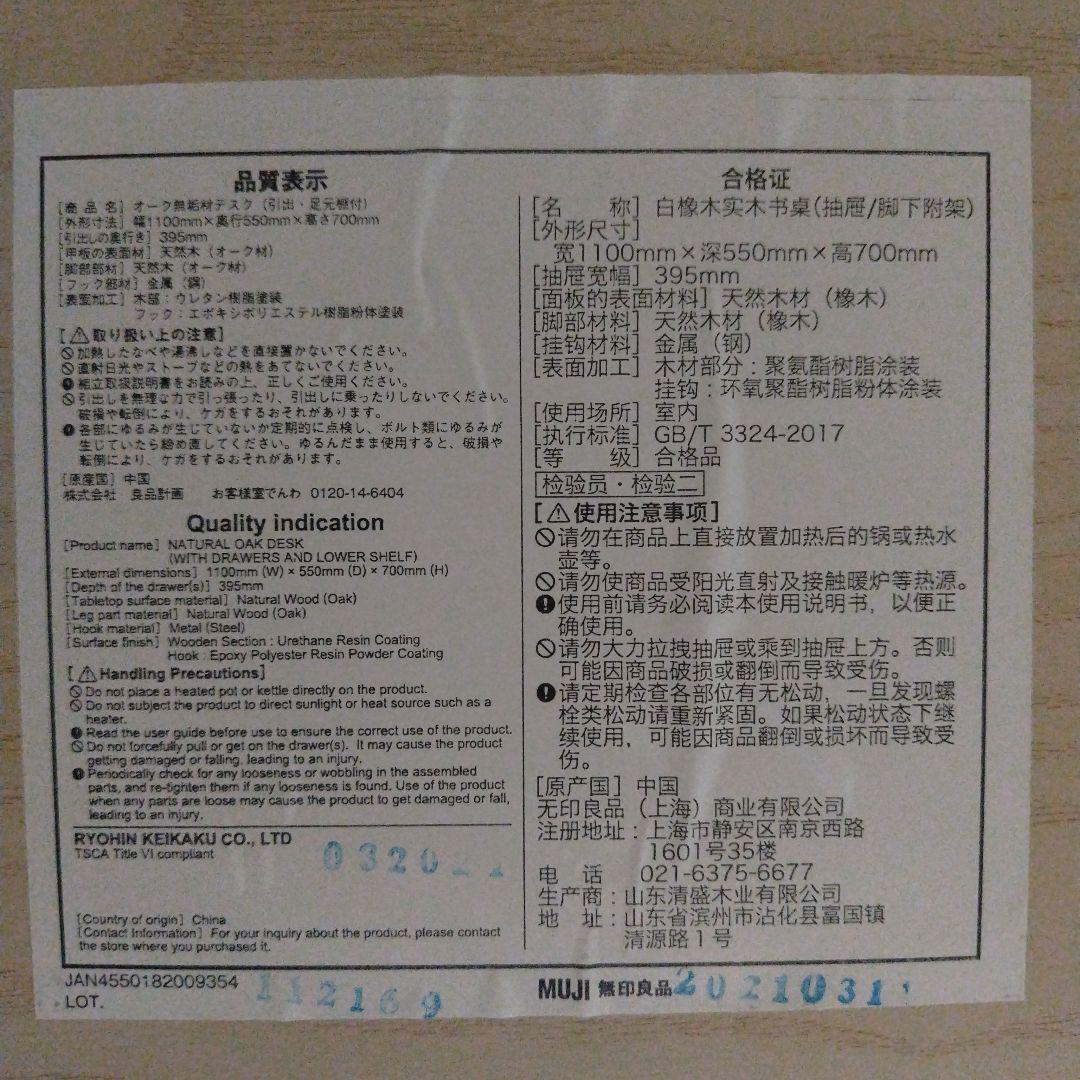 品質表示
[商 品 名] オーク無垢材デスク（引出・足元棚付）
[外形寸法] 幅1100mm×奥行550mm×高さ700mm
[引出しの奥行き] 395mm
[甲板の表面材] 天然木（オーク材）
[脚部部材] 天然木（オーク材）
[フック部材] 金属（鋼）
[表面加工] 木部：ウレタン樹脂塗装
フック：エポキシポリエステル樹脂粉体塗装
[⚠取り扱い上の注意]
加熱したなべや湯沸しなどを直接置かないでください。
直射日光やストーブなどの熱をあてないでください。
組立取扱説明書をお読みの上、正しくご使用ください。
引出しを無理な力で引っ張ったり、引出しに乗ったりしないでください。
破損や転倒により、ケガをするおそれがあります。
各部にゆるみが生じていないか定期的に点検し、ボルト類にゆるみが
生じていたら締め直してください。ゆるんだまま使用すると、破損や
転倒により、ケガをするおそれがあります。
[原産国] 中国
株式会社 良品計画 お客様室でんわ 0120-14-6404
Quality indication
[Product name] NATURAL OAK DESK
(WITH DRAWERS AND LOWER SHELF)
[External dimensions] 1100mm (W) × 550mm (D) × 700mm (H)
[Depth of the drawer(s)] 395mm
[Tabletop surface material] Natural Wood (Oak)
[Leg part material] Natural Wood (Oak)
[Hook material] Metal (Steel)
[Surface finish] Wooden Section : Urethane Resin Coating
Hook : Epoxy Polyester Resin Powder Coating
[⚠Handling Precautions]
Do not place a heated pot or kettle directly on the product.
Do not subject the product to direct sunlight or heat source such as a
heater.
Read the user guide before use to ensure the correct use of the product.
Do not forcefully pull or get on the drawer(s). It may cause the product
getting damaged or falling, leading to an injury.
Periodically check for any looseness or wobbling in the assembled
parts, and re-tighten them if any looseness is found. Use of the product
when any parts are loose may cause the product to get damaged or fall,
leading to an injury.
RYOHIN KEIKAKU CO., LTD
TSCA Title VI compliant
032021
[Country of origin] China
[Contact Information] For your inquiry about the product, please contact
the store where you purchased it.
合格证
[名 称] 白橡木实木书桌(抽屉/脚下附架)
[外形尺寸]
宽1100mm×深550mm×高700mm
[抽屉宽幅] 395mm
[面板的表面材料] 天然木材（橡木）
[脚部材料] 天然木材（橡木）
[挂钩材料] 金属（钢）
[表面加工] 木材部分：聚氨酯树脂涂装
挂钩：环氧聚酯树脂粉体涂装
[使用场所] 室内
[执行标准] GB/T 3324-2017
[等 级] 合格品
检验员・检验二
[⚠使用注意事项]
请勿在商品上直接放置加热后的锅或热水
壶等。
请勿使商品受阳光直射及接触暖炉等热源。
使用前请务必阅读本使用说明书，以便正
确使用。
请勿大力拉拽抽屉或乘到抽屉上方。否则
可能因商品破损或翻倒而导致受伤。
请定期检查各部位有无松动，一旦发现螺
栓类松动请重新紧固。如果松动状态下继
续使用，可能因商品翻倒或损坏而导致受
伤。
[原产国] 中国
无印良品（上海）商业有限公司
注册地址：上海市静安区南京西路
1601号35楼
电 话 021-6375-6677
生产商：山东清盛木业有限公司
地 址：山东省滨州市沾化县富国镇
清源路1号
JAN4550182009354
LOT. 112169
MUJI 無印良品 20211031